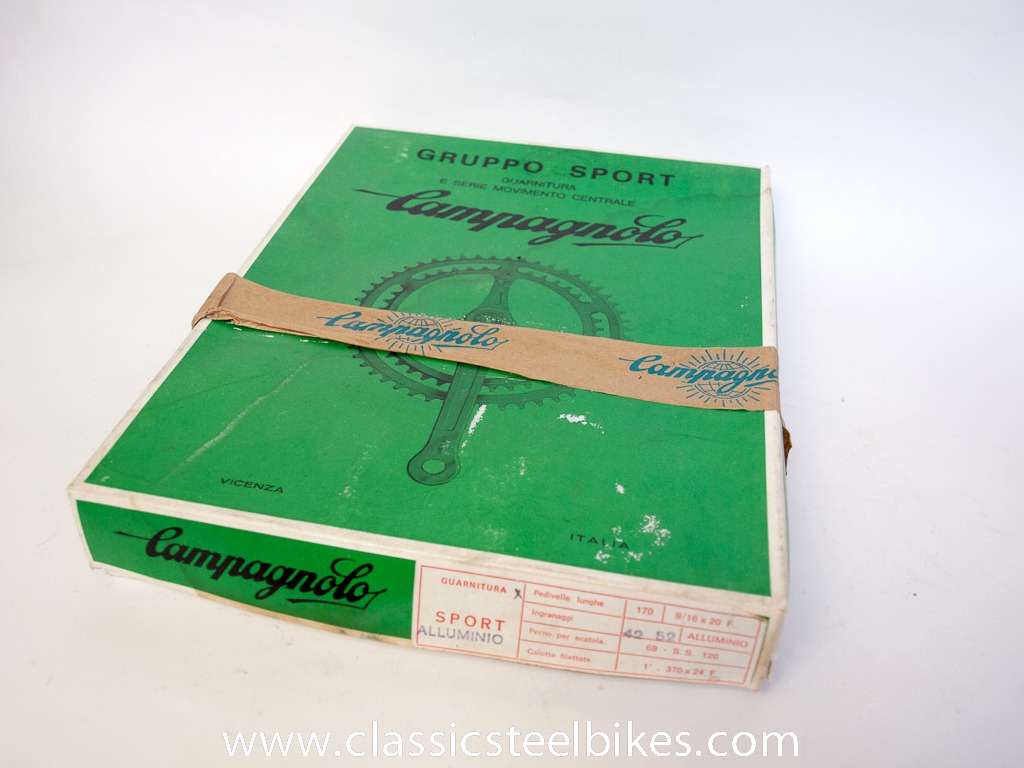 GRUPPO SPORT
GUARNITURA
E SERIE MOVIMENTO CENTRALE
Campagnolo
Campagnolo
Campagno
VICENZA
ITALIA
Campagnolo
GUARNITURA X
SPORT
ALLUMINIO
Pedivelle lunghe 170 9/16 x 20 F.
Ingranaggi 42 52 ALLUMINIO
Perno per scatola 68 - S.S. 120
Calotte filettate 1" . 370 x 24 F.
www.classicsteelbikes.com